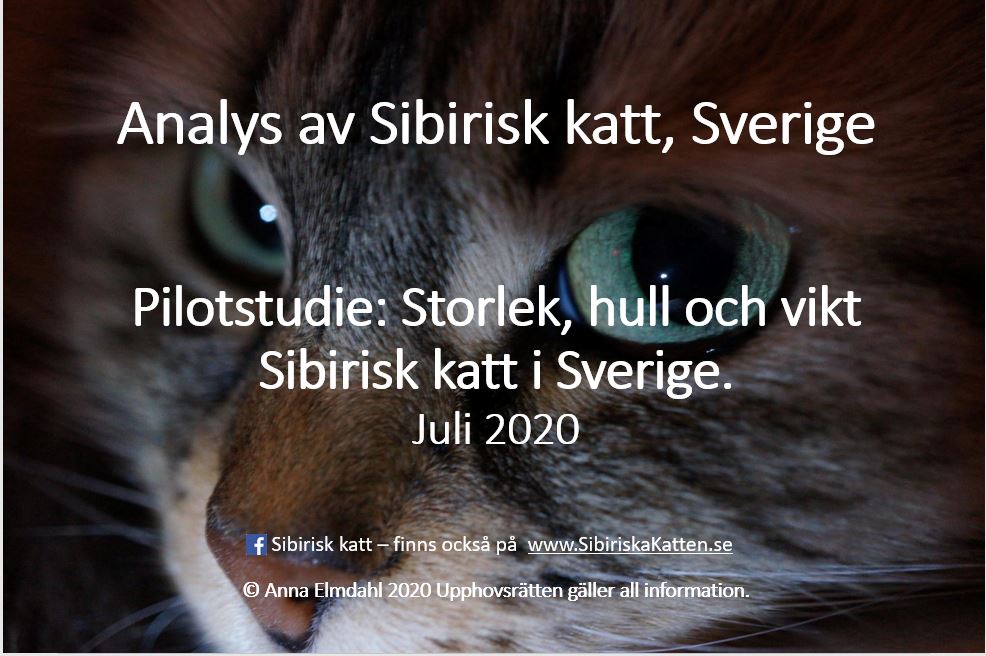 Analys av Sibirisk katt, Sverige
Pilotstudie: Storlek, hull och vikt
Sibirisk katt i Sverige.
Juli 2020
Sibirisk katt – finns också på www.SibiriskaKatten.se
© Anna Elmdahl 2020 Upphovsrätten gäller all information.